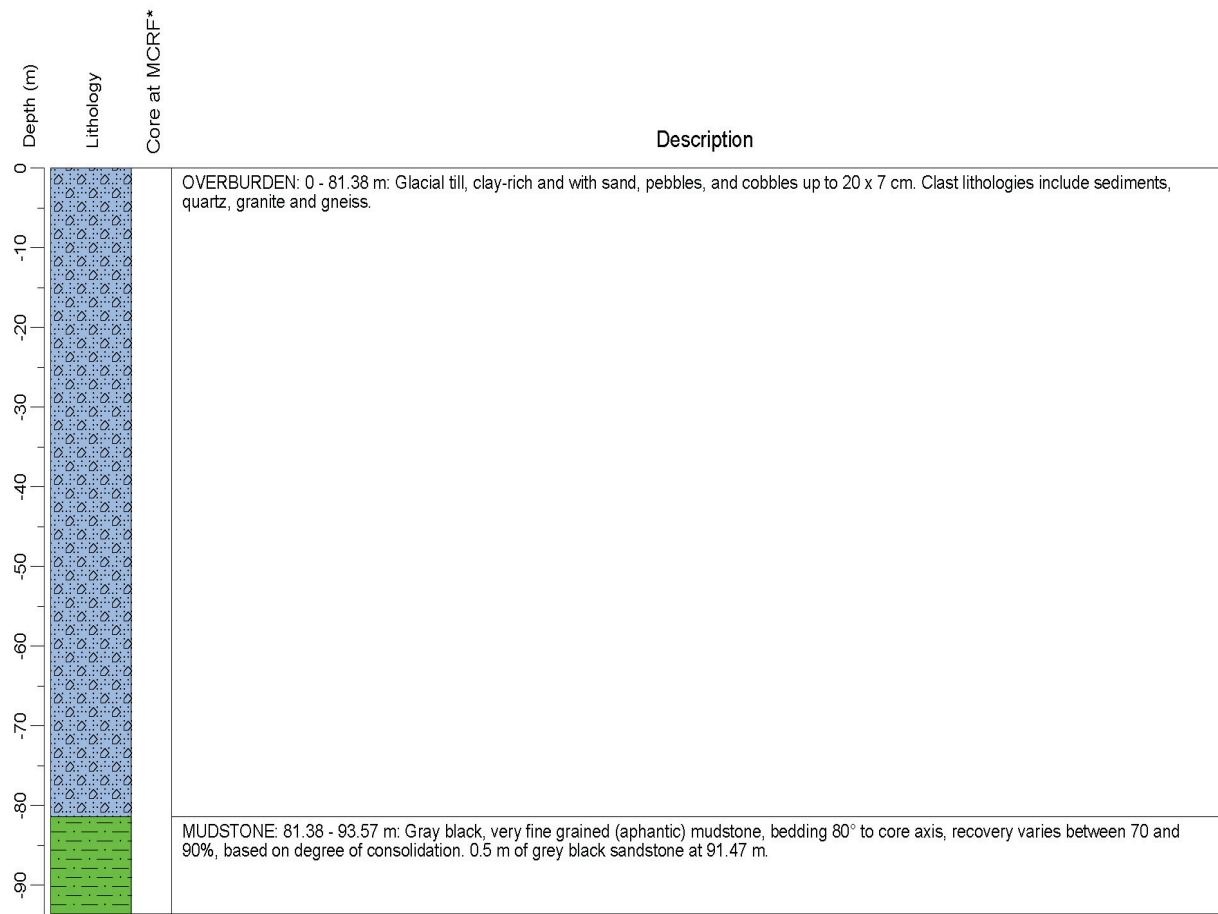 Depth (m)
Lithology
Core at MCRF*
Description
0
OVERBURDEN: 0 - 81.38 m: Glacial till, clay-rich and with sand, pebbles, and cobbles up to 20 x 7 cm. Clast lithologies include sediments,
quartz, granite and gneiss.
-10
-20
-30
-40
-50
-60
-70
-80
MUDSTONE: 81.38 - 93.57 m: Gray black, very fine grained (aphantic) mudstone, bedding 80° to core axis, recovery varies between 70 and
90%, based on degree of consolidation. 0.5 m of grey black sandstone at 91.47 m.
-90